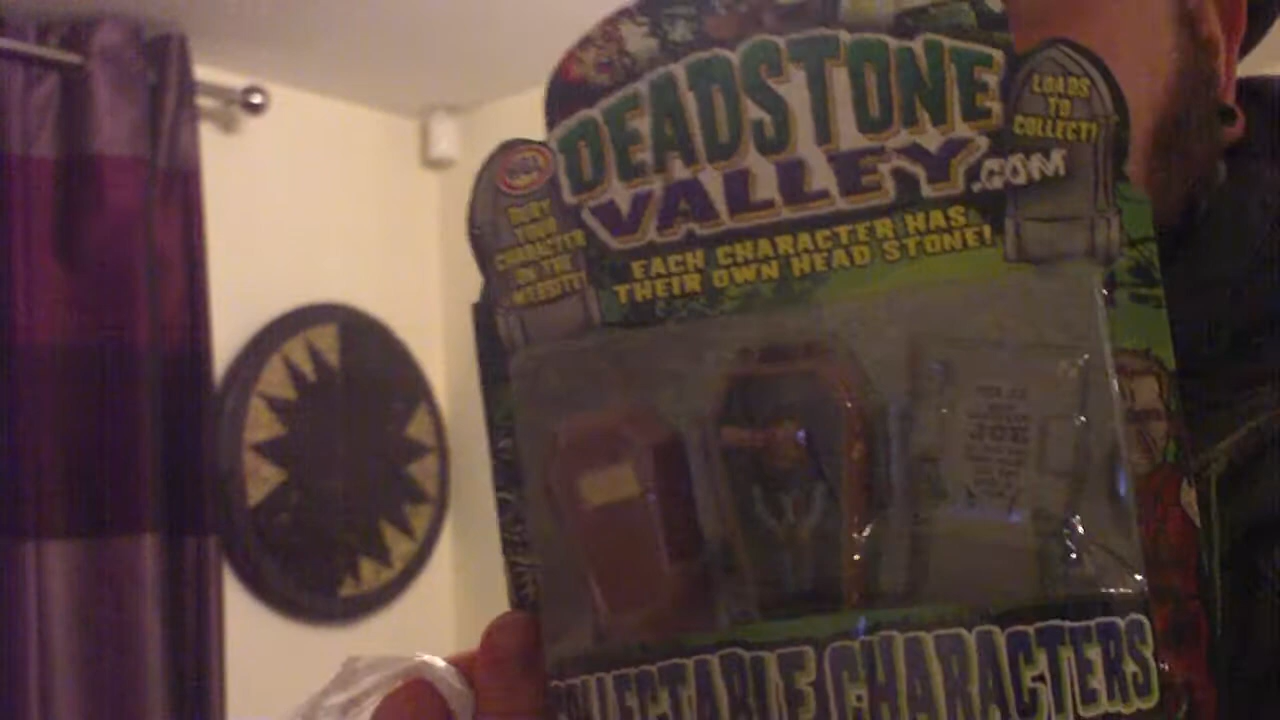 DEADSTONE
VALLEY.COM
LOADS
TO
COLLECT!
BURY
YOUR
CHARACTER
ON THE
WEBSITE!
EACH CHARACTER HAS
THEIR OWN HEAD STONE!
COLLECTABLE CHARACTERS